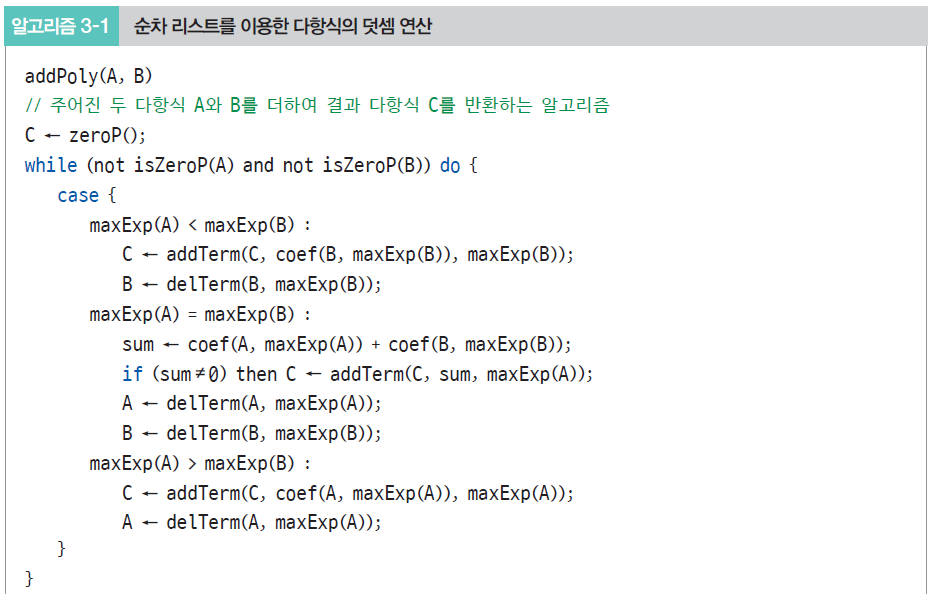 알고리즘 3-1 순차 리스트를 이용한 다항식의 덧셈 연산
addPoly(A, B)
// 주어진 두 다항식 A와 B를 더하여 결과 다항식 C를 반환하는 알고리즘
C ← zeroP();
while (not isZeroP(A) and not isZeroP(B)) do {
case {
maxExp(A) < maxExp(B) :
C ← addTerm(C, coef(B, maxExp(B)), maxExp(B));
B ← delTerm(B, maxExp(B));
maxExp(A) = maxExp(B) :
sum ← coef(A, maxExp(A)) + coef(B, maxExp(B));
if (sum≠0) then C ← addTerm(C, sum, maxExp(A));
A ← delTerm(A, maxExp(A));
B ← delTerm(B, maxExp(B));
maxExp(A) > maxExp(B) :
C ← addTerm(C, coef(A, maxExp(A)), maxExp(A));
A ← delTerm(A, maxExp(A));
}
}